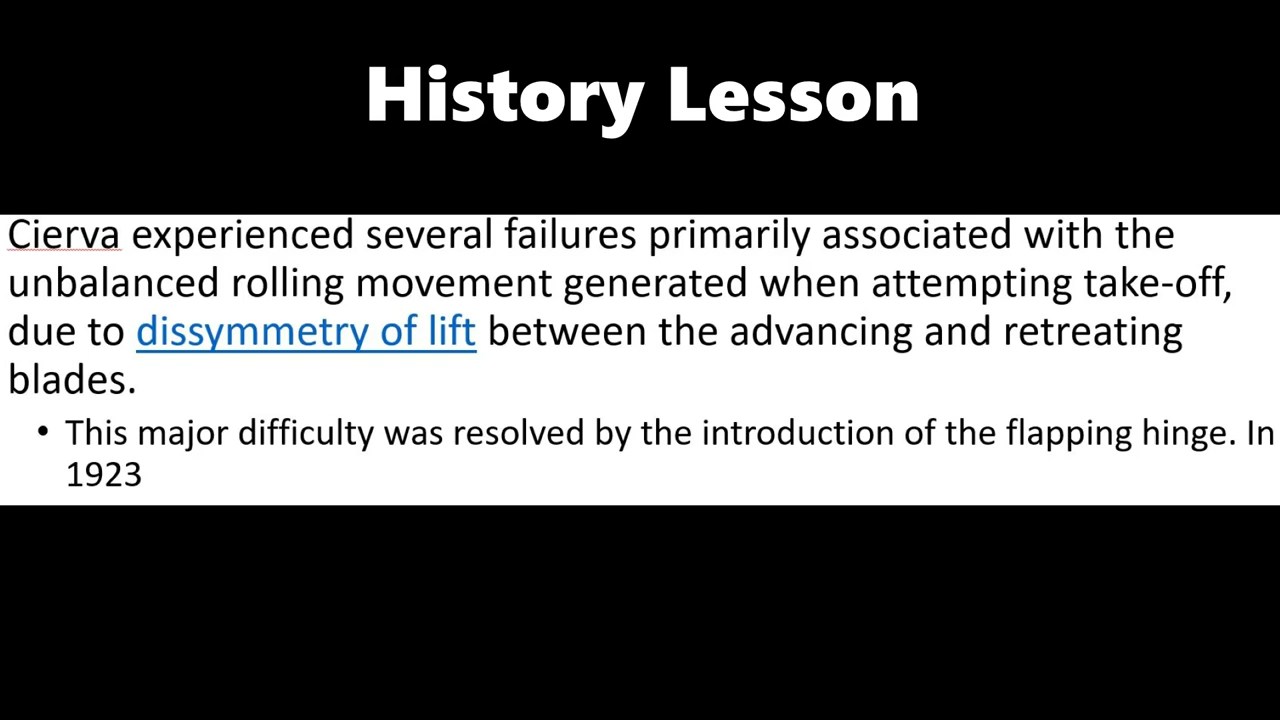 History Lesson
Cierva experienced several failures primarily associated with the
unbalanced rolling movement generated when attempting take-off,
due to dissymmetry of lift between the advancing and retreating
blades.
• This major difficulty was resolved by the introduction of the flapping hinge. In
1923